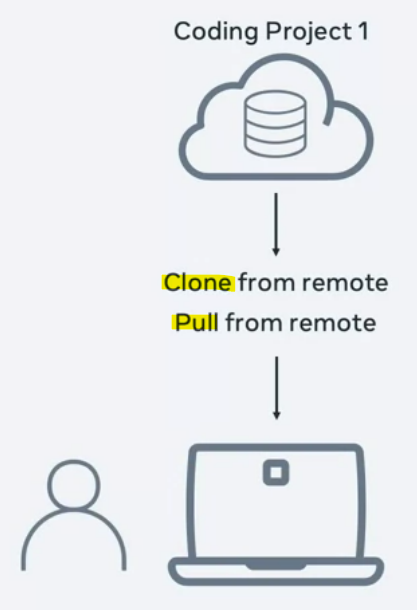 Coding Project 1
Clone from remote
Pull from remote